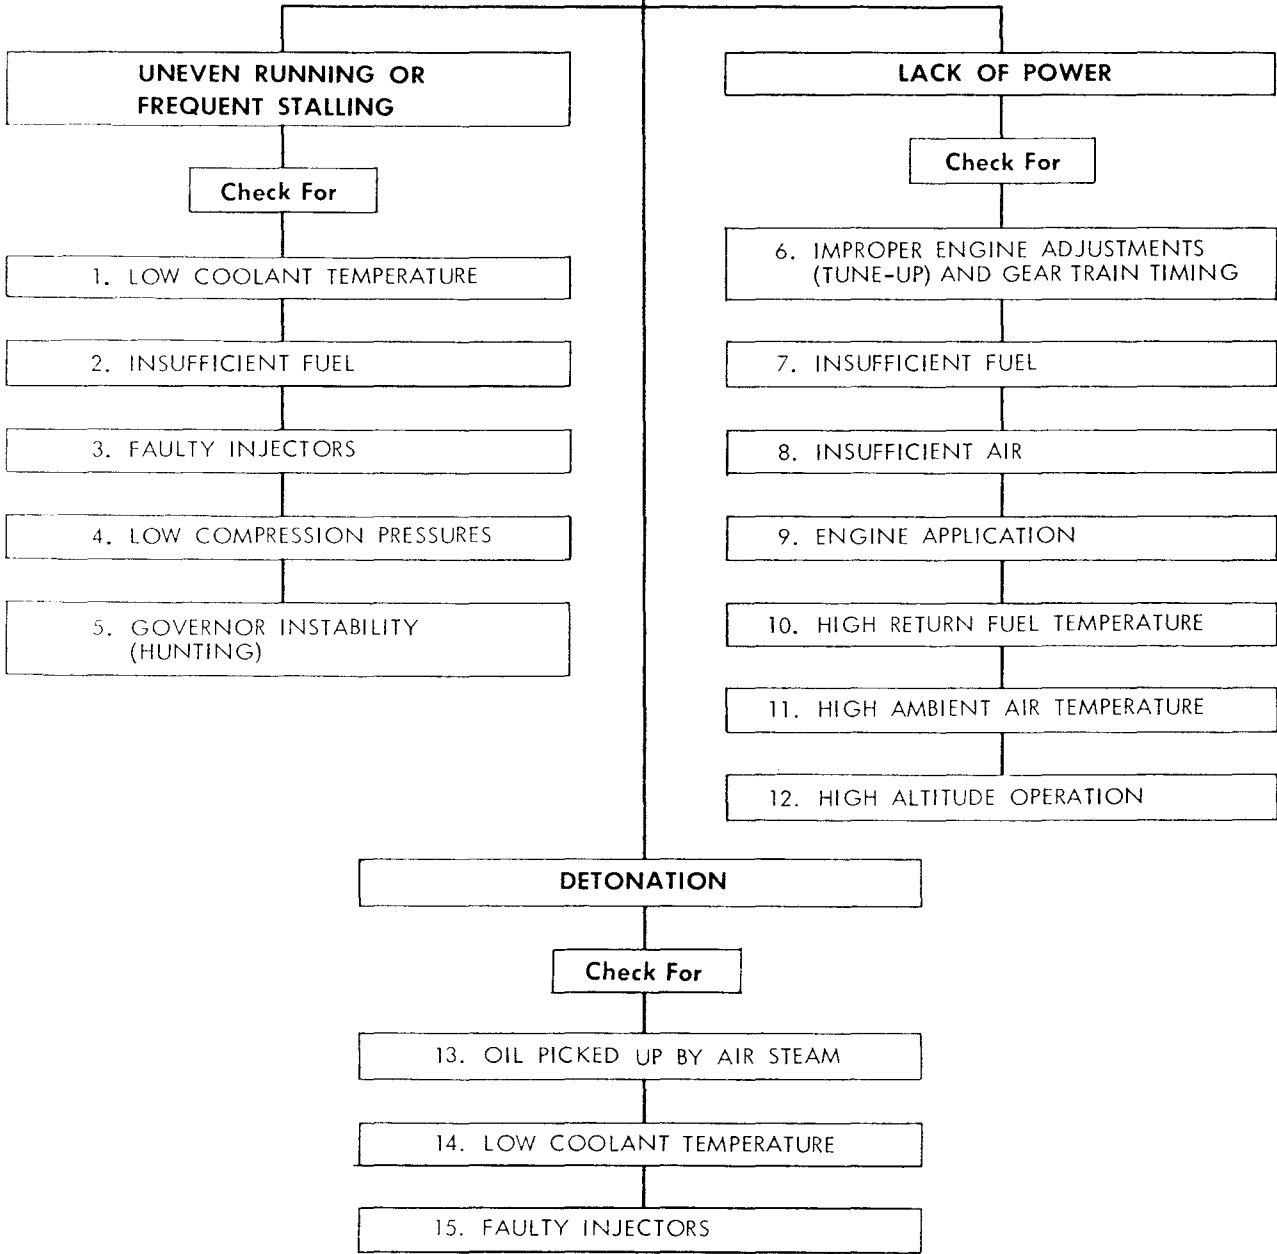 UNEVEN RUNNING OR
FREQUENT STALLING
Check For
1. LOW COOLANT TEMPERATURE
2. INSUFFICIENT FUEL
3. FAULTY INJECTORS
4. LOW COMPRESSION PRESSURES
5. GOVERNOR INSTABILITY
(HUNTING)
LACK OF POWER
Check For
6. IMPROPER ENGINE ADJUSTMENTS
(TUNE-UP) AND GEAR TRAIN TIMING
7. INSUFFICIENT FUEL
8. INSUFFICIENT AIR
9. ENGINE APPLICATION
10. HIGH RETURN FUEL TEMPERATURE
11. HIGH AMBIENT AIR TEMPERATURE
12. HIGH ALTITUDE OPERATION
DETONATION
Check For
13. OIL PICKED UP BY AIR STEAM
14. LOW COOLANT TEMPERATURE
15. FAULTY INJECTORS